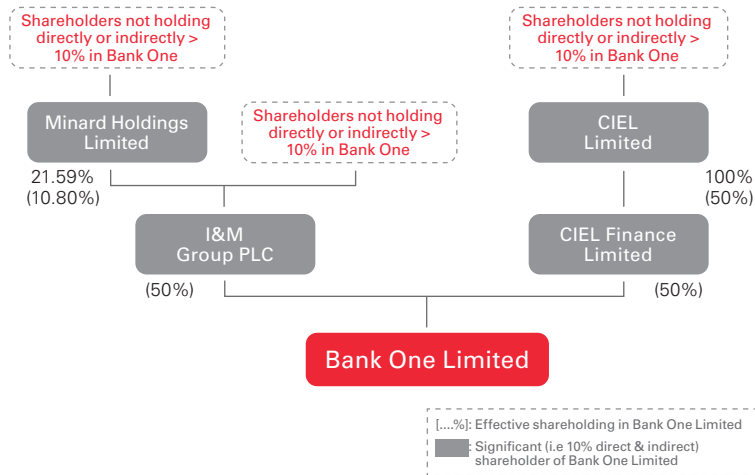 Shareholders not holding
directly or indirectly >
10% in Bank One
Shareholders not holding
directly or indirectly >
10% in Bank One
Minard Holdings
Limited
Shareholders not holding
directly or indirectly >
10% in Bank One
CIEL
Limited
21.59%
(10.80%)
100%
(50%)
I&M
Group PLC
CIEL Finance
Limited
(50%)
(50%)
Bank One Limited
[....%]: Effective shareholding in Bank One Limited
: Significant (i.e 10% direct & indirect)
shareholder of Bank One Limited